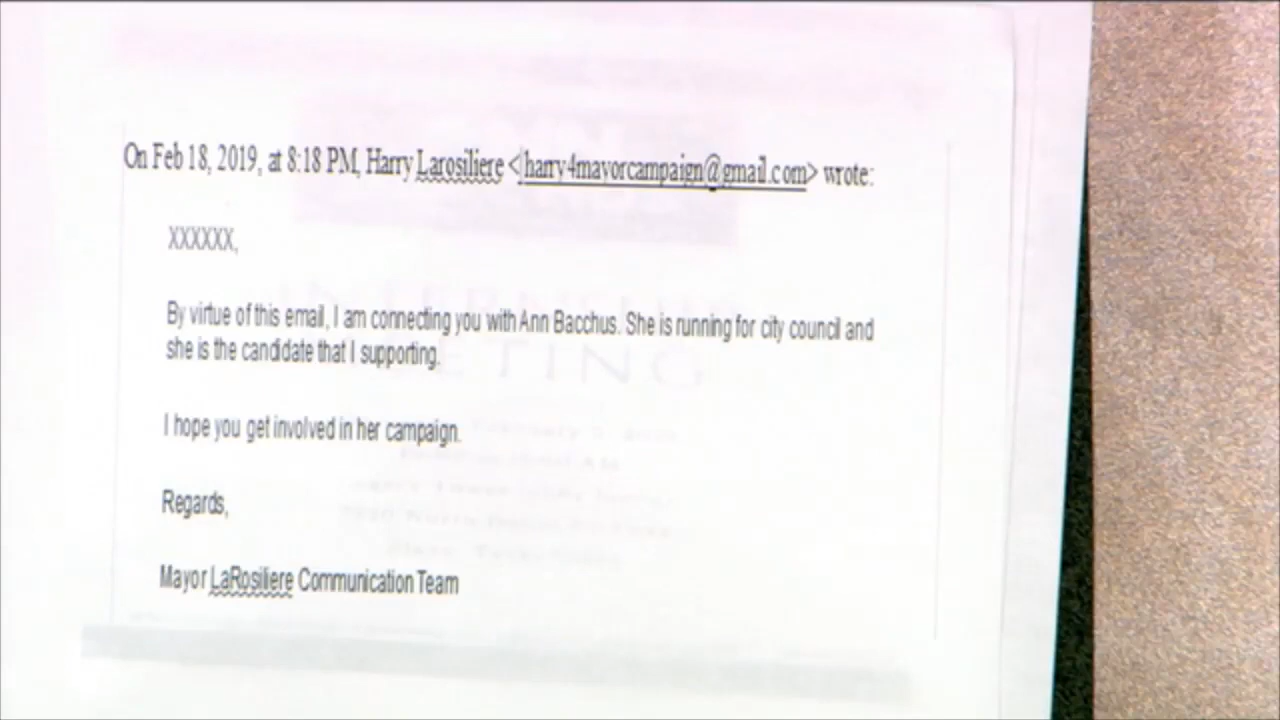 On Feb 18, 2019, at 8:18 PM, Harry Larosiliere <harry4mayorcampaign@gmail.com> wrote:
XXXXXX,
By virtue of this email, I am connecting you with Ann Bacchus. She is running for city council and
she is the candidate that I supporting.
I hope you get involved in her campaign.
Regards,
Mayor LaRosiliere Communication Team